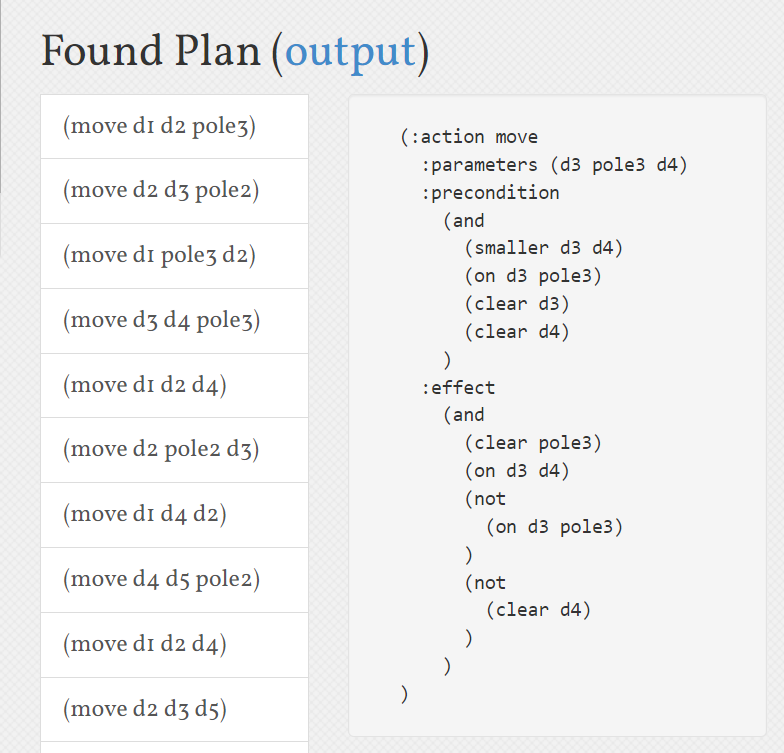 Found Plan (output)
(move d1 d2 pole3)
(move d2 d3 pole2)
(move d1 pole3 d2)
(move d3 d4 pole3)
(move d1 d2 d4)
(move d2 pole2 d3)
(move d1 d4 d2)
(move d4 d5 pole2)
(move d1 d2 d4)
(move d2 d3 d5)
(:action move
:parameters (d3 pole3 d4)
:precondition
(and
(smaller d3 d4)
(on d3 pole3)
(clear d3)
(clear d4)
)
:effect
(and
(clear pole3)
(on d3 d4)
(not
(on d3 pole3)
)
(not
(clear d4)
)
)
)